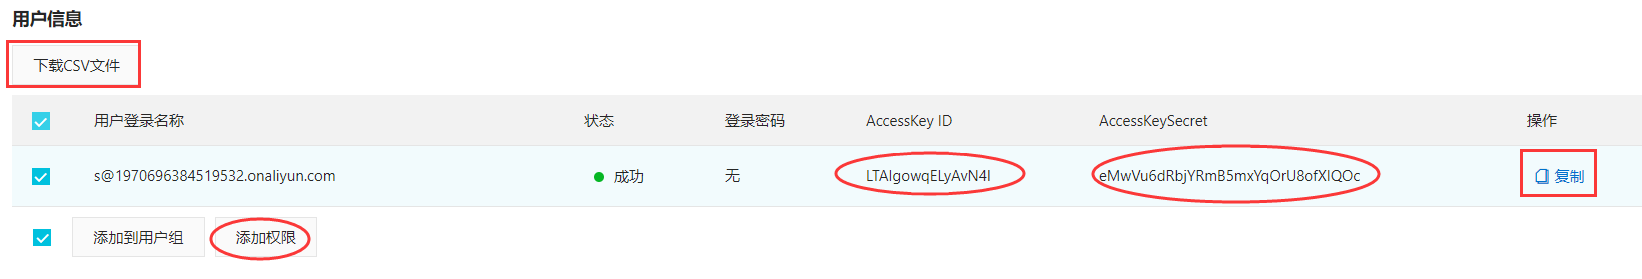 用户信息
下载CSV文件
用户登录名称 状态 登录密码 AccessKey ID AccessKeySecret 操作
s@1970696384519532.onaliyun.com 成功 无 LTAIgowqELyAvN4I eMwVu6dRbjYRmB5mxYqOrU8ofXIQOc 复制
添加到用户组 添加权限